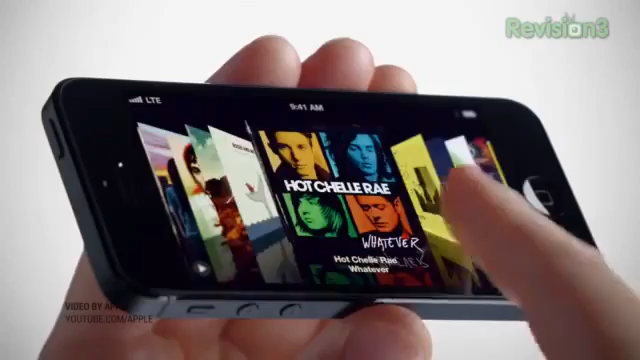 Revision3
LTE
9:41 AM
HOT CHELLE RAE
WHATEVER
Hot Chelle Rae
Whatever
VIDEO BY
YOUTUBE.COM/APPLE